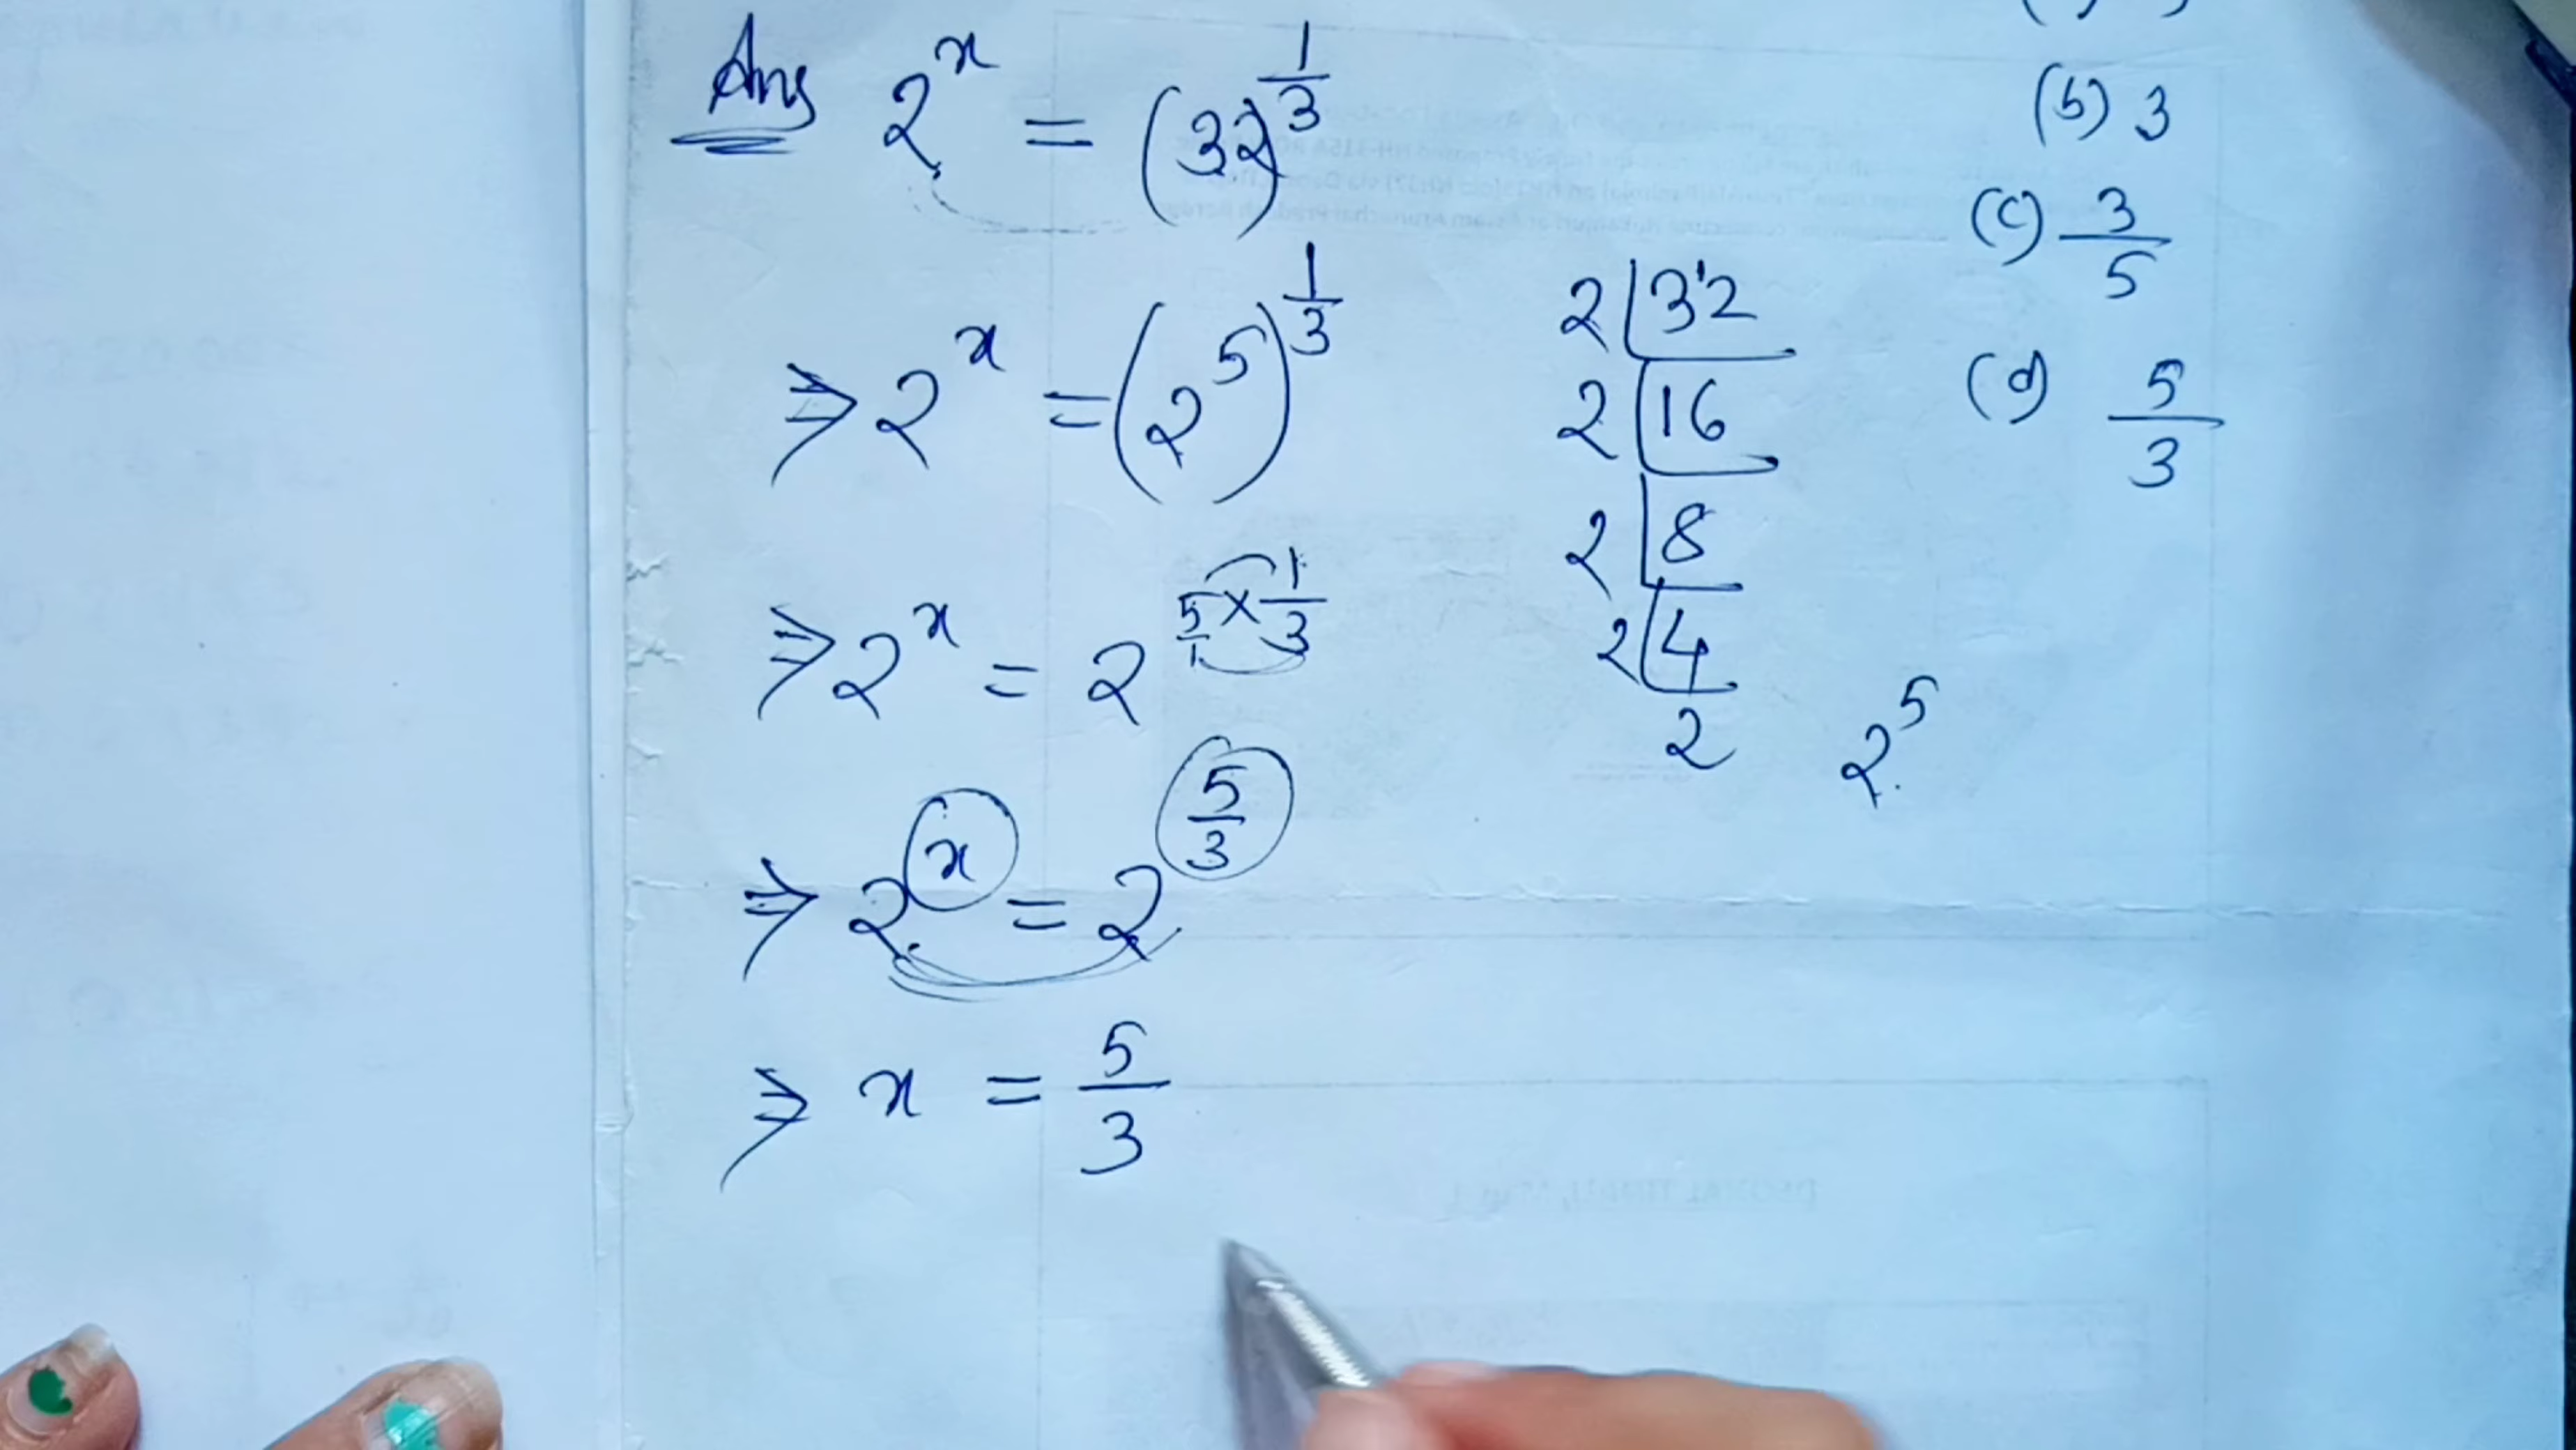 Ans 2^x = (32)^1/3
(b) 3
(c) 3/5
(d) 5/3
⇒ 2^x = (2^5)^1/3
⇒ 2^x = 2^(5/1 × 1/3)
⇒ 2^x = 2^5/3
⇒ x = 5/3
2 | 32
2 | 16
2 | 8
2 | 4
2
2^5